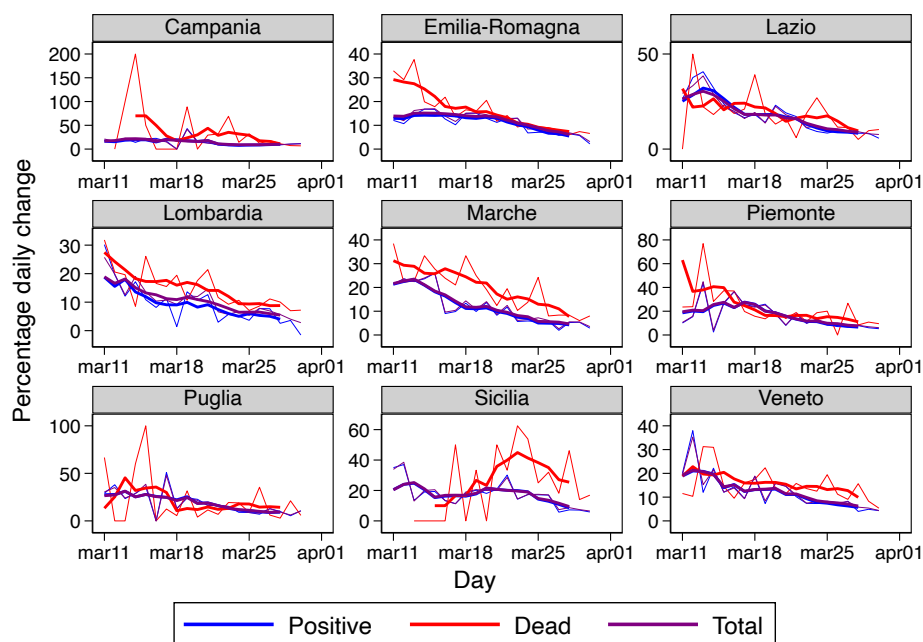 Percentage daily change
Campania
200
150
100
50
0
mar11 mar18 mar25 apr01
Emilia-Romagna
40
30
20
10
0
mar11 mar18 mar25 apr01
Lazio
50
0
mar11 mar18 mar25 apr01
Lombardia
30
20
10
0
mar11 mar18 mar25 apr01
Marche
40
30
20
10
0
mar11 mar18 mar25 apr01
Piemonte
80
60
40
20
0
mar11 mar18 mar25 apr01
Puglia
100
50
0
mar11 mar18 mar25 apr01
Sicilia
60
40
20
0
mar11 mar18 mar25 apr01
Veneto
40
30
20
10
0
mar11 mar18 mar25 apr01
Day
Positive Dead Total